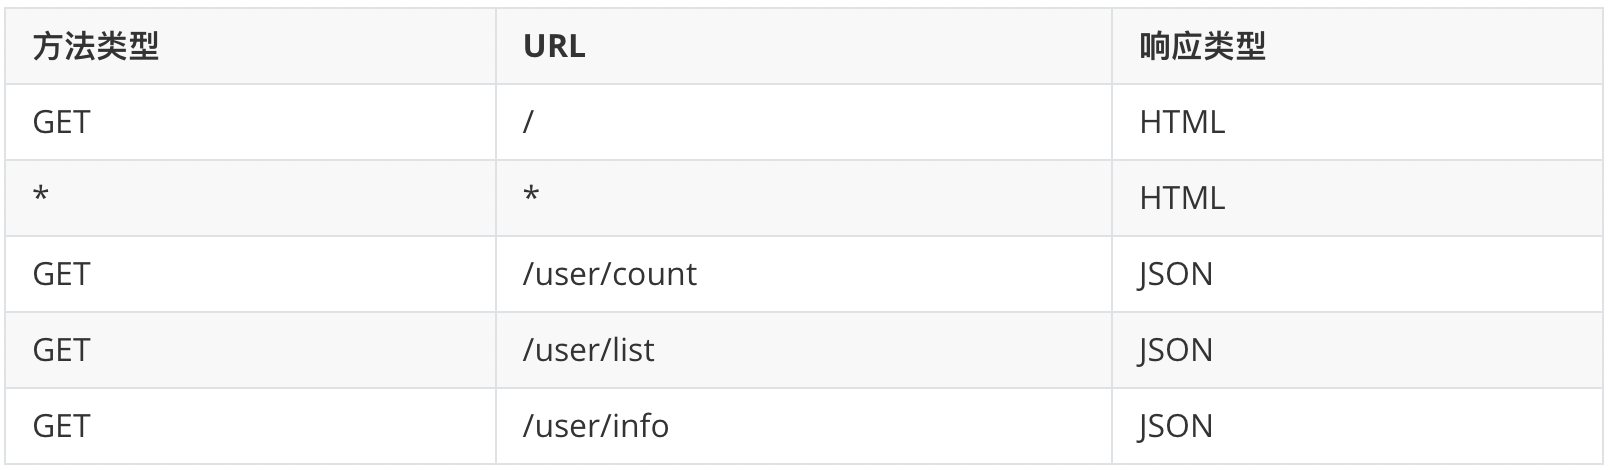 方法类型 URL 响应类型
GET / HTML
* * HTML
GET /user/count JSON
GET /user/list JSON
GET /user/info JSON